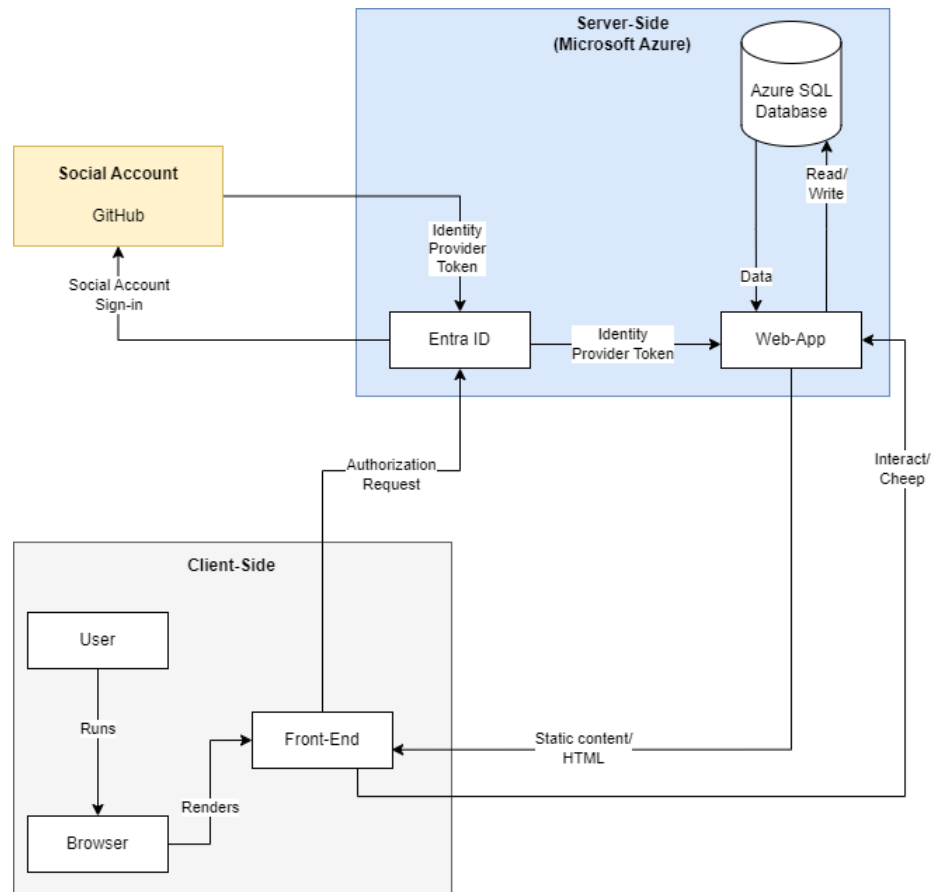 Server-Side
(Microsoft Azure)
Azure SQL
Database
Social Account
GitHub
Read/
Write
Identity
Provider
Token
Social Account
Sign-in
Data
Entra ID
Identity
Provider Token
Web-App
Authorization
Request
Interact/
Cheep
Client-Side
User
Runs
Front-End
Static content/
HTML
Renders
Browser